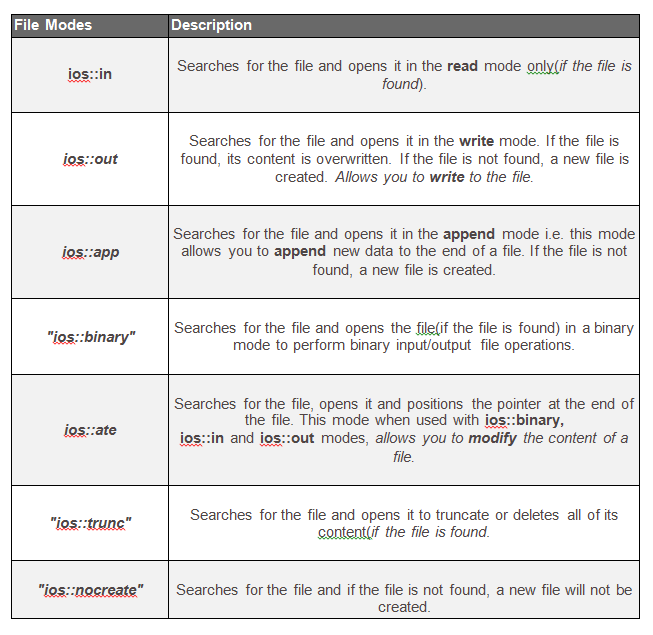 File Modes Description
ios::in
Searches for the file and opens it in the read mode only(if the file is
found).
ios::out
Searches for the file and opens it in the write mode. If the file is
found, its content is overwritten. If the file is not found, a new file is
created. Allows you to write to the file.
ios::app
Searches for the file and opens it in the append mode i.e. this mode
allows you to append new data to the end of a file. If the file is not
found, a new file is created.
"ios::binary"
Searches for the file and opens the file(if the file is found) in a binary
mode to perform binary input/output file operations.
ios::ate
Searches for the file, opens it and positions the pointer at the end of
the file. This mode when used with ios::binary,
ios::in and ios::out modes, allows you to modify the content of a
file.
"ios::trunc"
Searches for the file and opens it to truncate or deletes all of its
content(if the file is found.
"ios::nocreate"
Searches for the file and if the file is not found, a new file will not be
created.